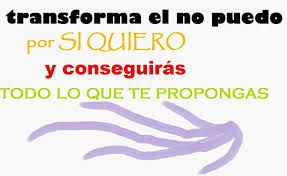 transforma el no puedo
por SI QUIERO
y conseguirás
TODO LO QUE TE PROPONGAS